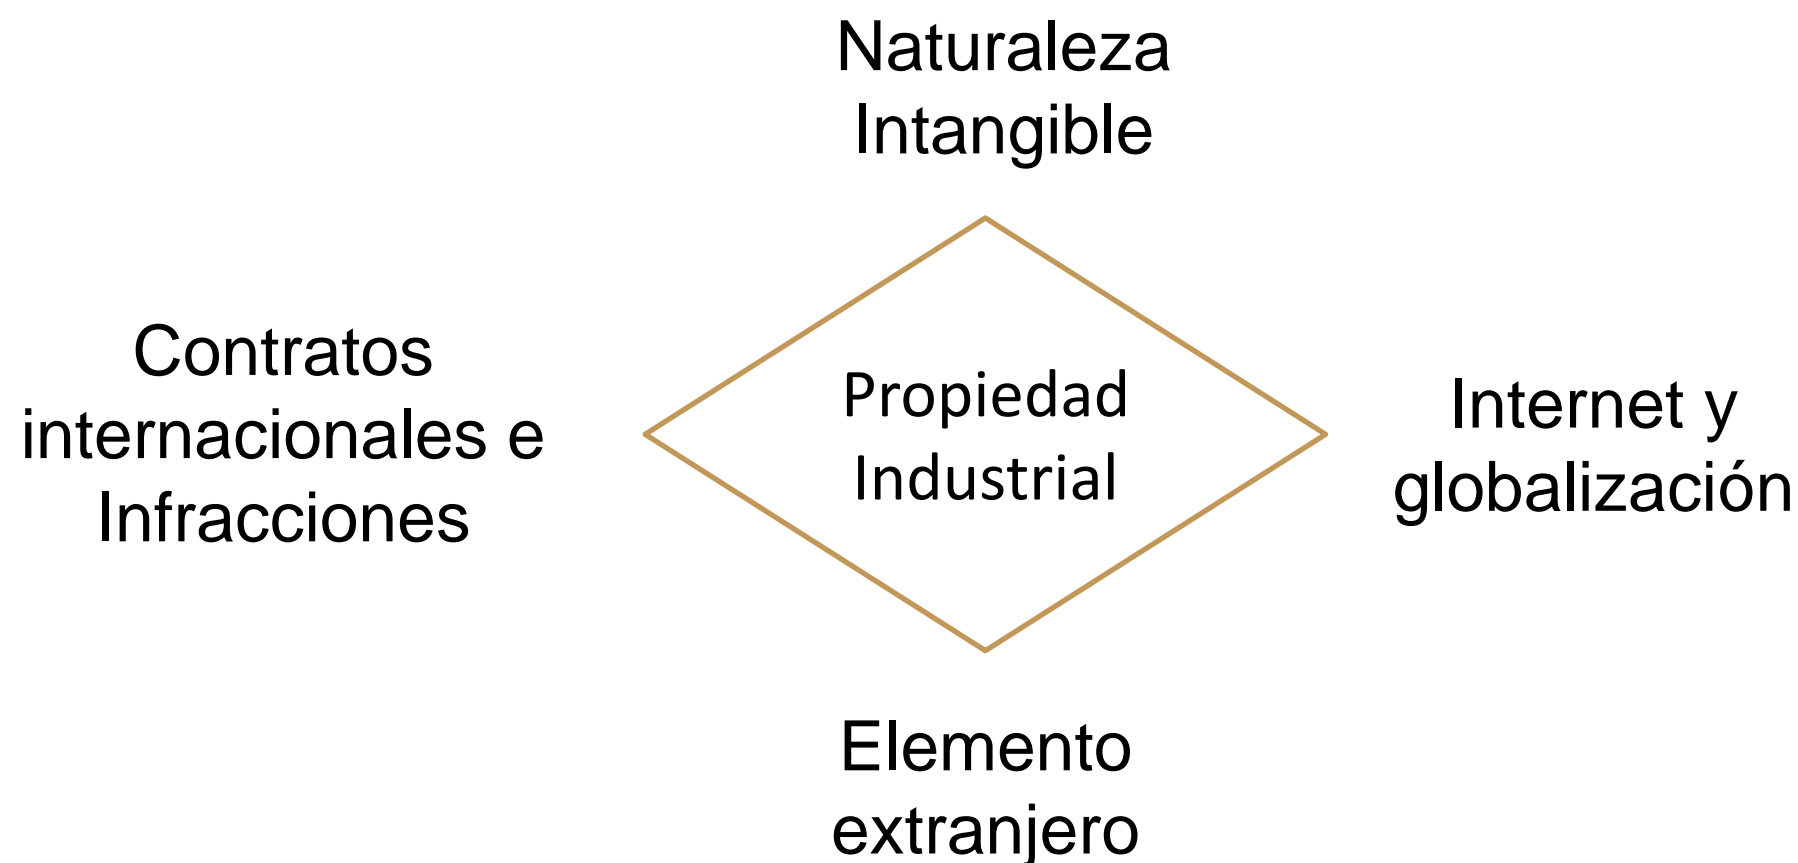 Naturaleza
Intangible
Contratos
internacionales e
Infracciones
Propiedad
Industrial
Internet y
globalización
Elemento
extranjero